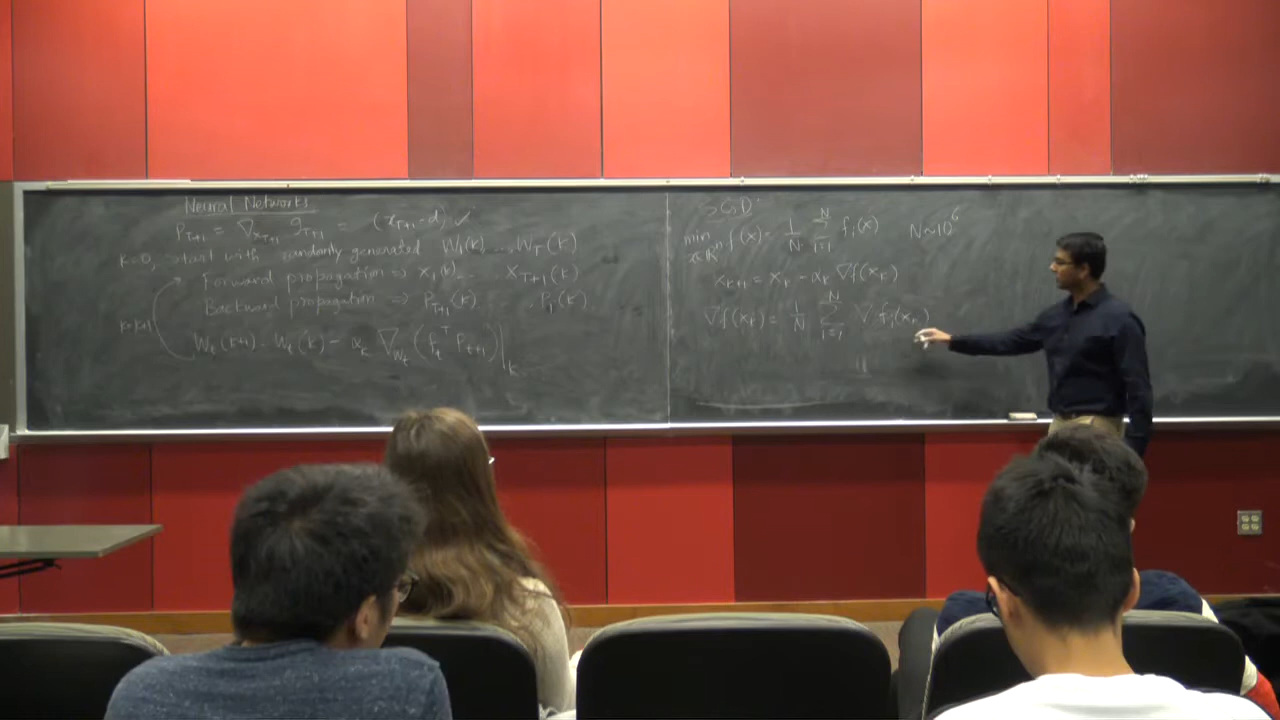 Neural Networks
P_{T+1} = ∇_{x_{T+1}} g_{T+1} = (x_{T+1} - d) ✓
k=0, start with randomly generated W_1(k) .... W_T(k)
Forward propagation ⇒ x_1(k) - .. x_{T+1}(k)
Backward propagation ⇒ P_{T+1}(k) . P_1(k)
k=k+1
W_t(k+1) = W_t(k) - α_k ∇_{W_t} (f_t^T P_{t+1}) |_k
SGD
min_{x∈R^n} f(x) = 1/N Σ_{i=1}^N f_i(x) N~10^6
x_{k+1} = x_k - α_k ∇f(x_k)
∇f(x_k) = 1/N Σ_{i=1}^N ∇ f_i(x_k)